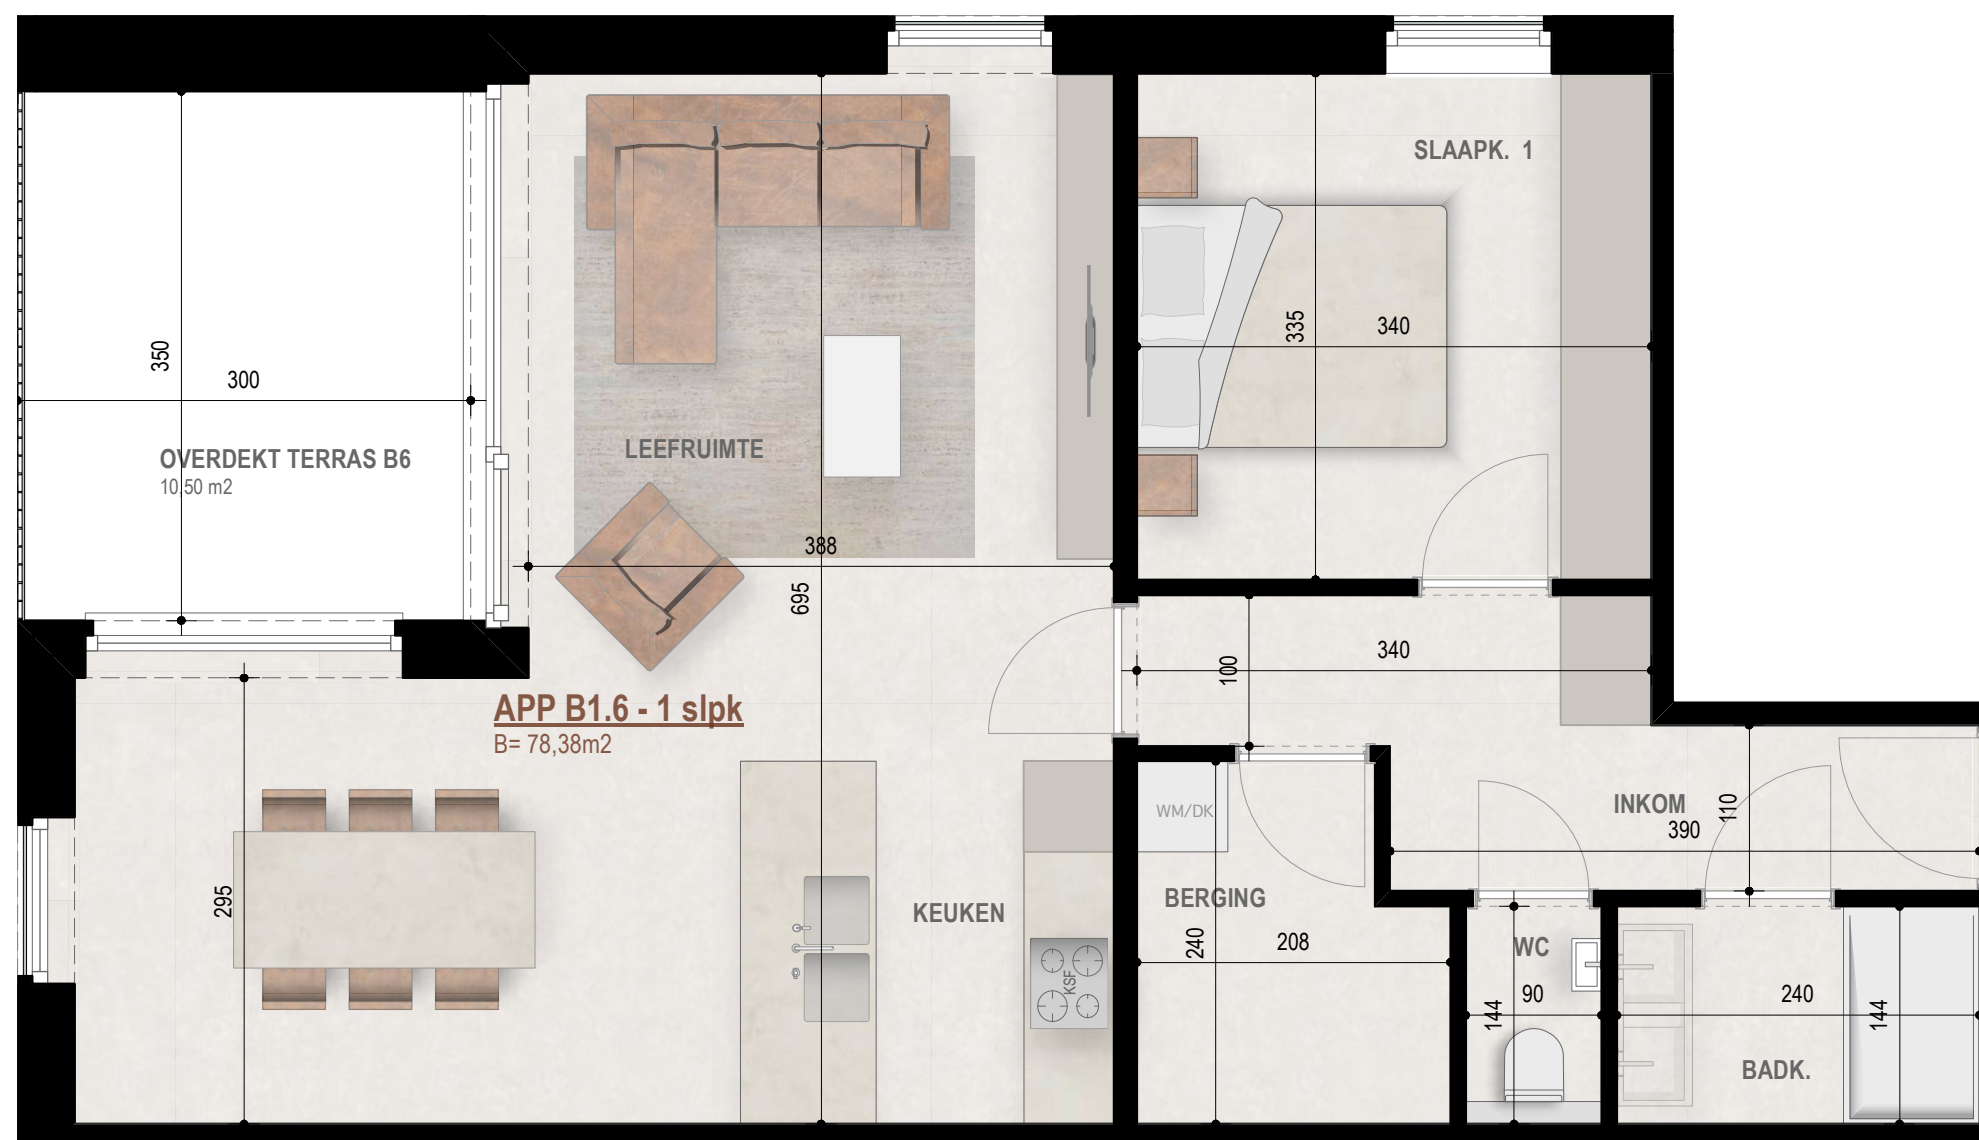 SLAAPK. 1
335
340
350
300
OVERDEKT TERRAS B6
10,50 m2
LEEFRUIMTE
388
695
340
100
APP B1.6 - 1 slpk
B= 78,38m2
WM/DK
INKOM
110
390
295
BERGING
KEUKEN
240
208
WC
KSF
144
90
240
144
BADK.